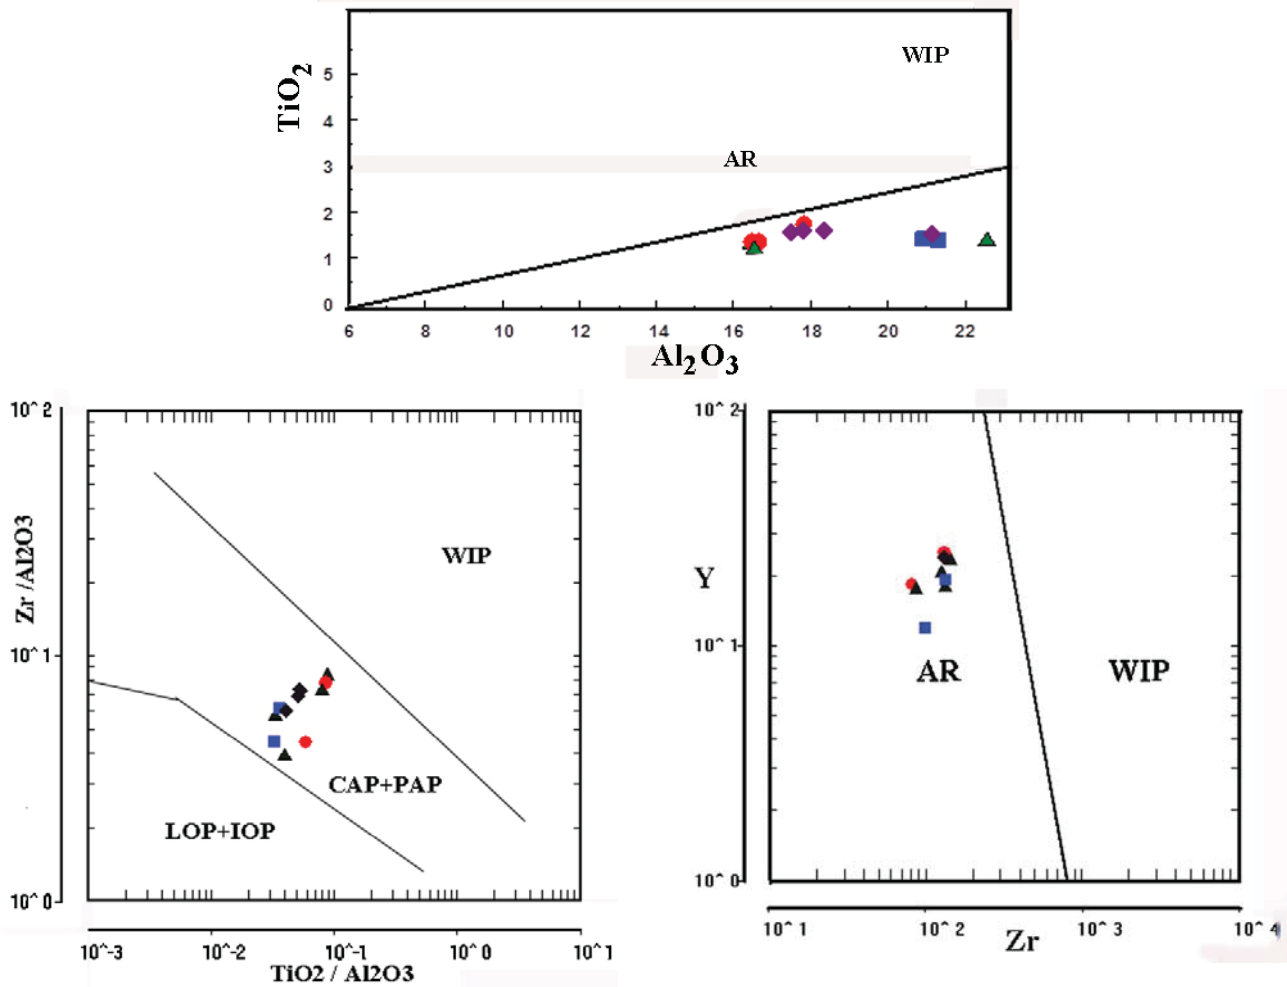 WIP
TiO2
5
4
3
2
1
0
AR
6 8 10 12 14 16 18 20 22
Al2O3
10^2
10^1
10^0
Zr /Al2O3
WIP
CAP+PAP
LOP+IOP
10^-3 10^-2 10^-1 10^0 10^1
TiO2 / Al2O3
10^2
10^1
10^0
Y
AR WIP
10^1 10^2 10^3 10^4
Zr